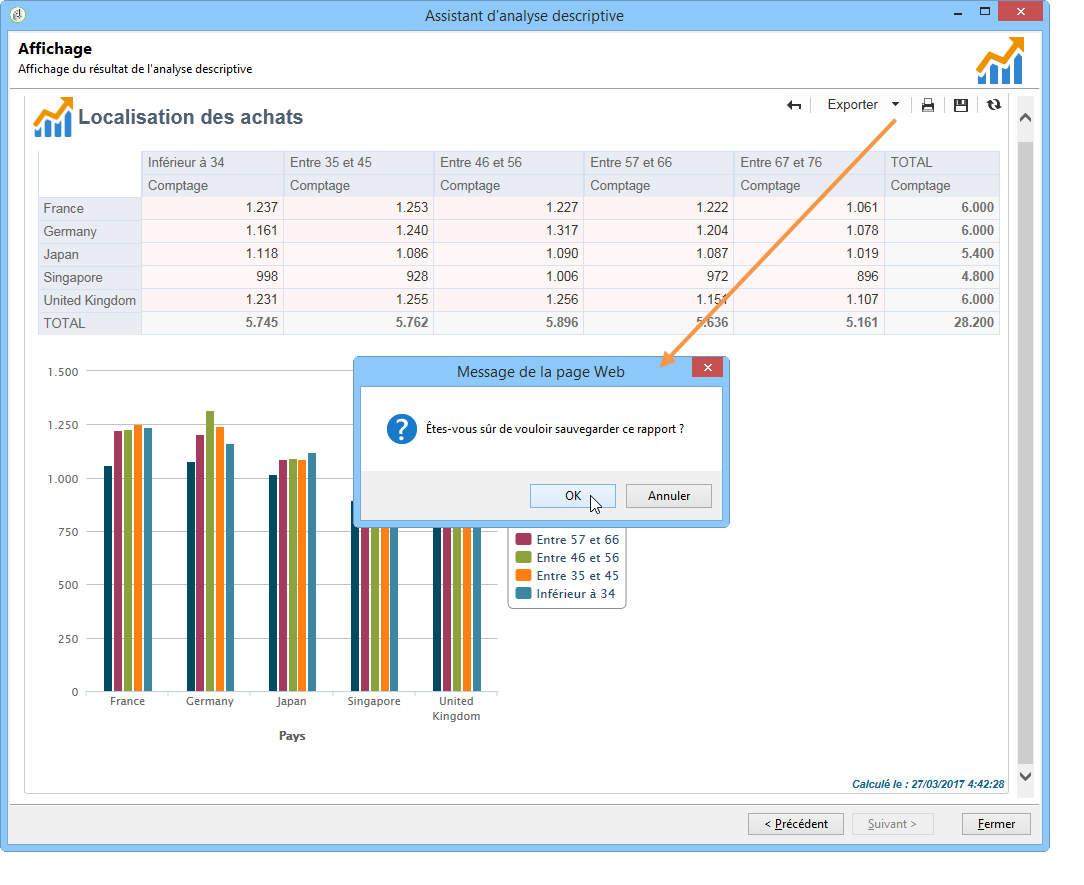 Assistant d'analyse descriptive
Affichage
Affichage du résultat de l'analyse descriptive
Localisation des achats
Exporter
Inférieur à 34 Entre 35 et 45 Entre 46 et 56 Entre 57 et 66 Entre 67 et 76 TOTAL
Comptage Comptage Comptage Comptage Comptage Comptage
France 1.237 1.253 1.227 1.222 1.061 6.000
Germany 1.161 1.240 1.317 1.204 1.078 6.000
Japan 1.118 1.086 1.090 1.087 1.019 5.400
Singapore 998 928 1.006 972 896 4.800
United Kingdom 1.231 1.255 1.256 1.151 1.107 6.000
TOTAL 5.745 5.762 5.896 5.636 5.161 28.200
Message de la page Web
Êtes-vous sûr de vouloir sauvegarder ce rapport ?
OK Annuler
1.500
1.250
1.000
750
500
250
0
France Germany Japan Singapore United
Kingdom
Pays
Entre 57 et 66
Entre 46 et 56
Entre 35 et 45
Inférieur à 34
Calculé le : 27/03/2017 4:42:28
< Précédent Suivant > Fermer